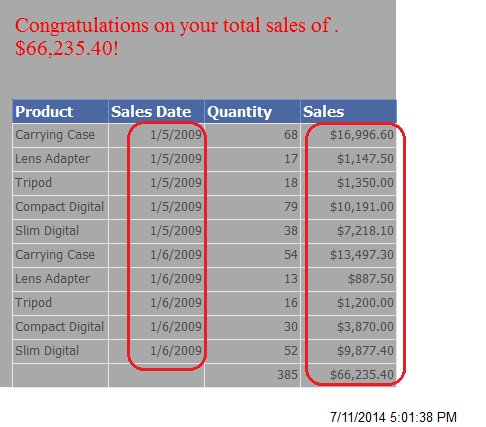 Congratulations on your total sales of .
$66,235.40!
Product Sales Date Quantity Sales
Carrying Case 1/5/2009 68 $16,996.60
Lens Adapter 1/5/2009 17 $1,147.50
Tripod 1/5/2009 18 $1,350.00
Compact Digital 1/5/2009 79 $10,191.00
Slim Digital 1/5/2009 38 $7,218.10
Carrying Case 1/6/2009 54 $13,497.30
Lens Adapter 1/6/2009 13 $887.50
Tripod 1/6/2009 16 $1,200.00
Compact Digital 1/6/2009 30 $3,870.00
Slim Digital 1/6/2009 52 $9,877.40
385 $66,235.40
7/11/2014 5:01:38 PM